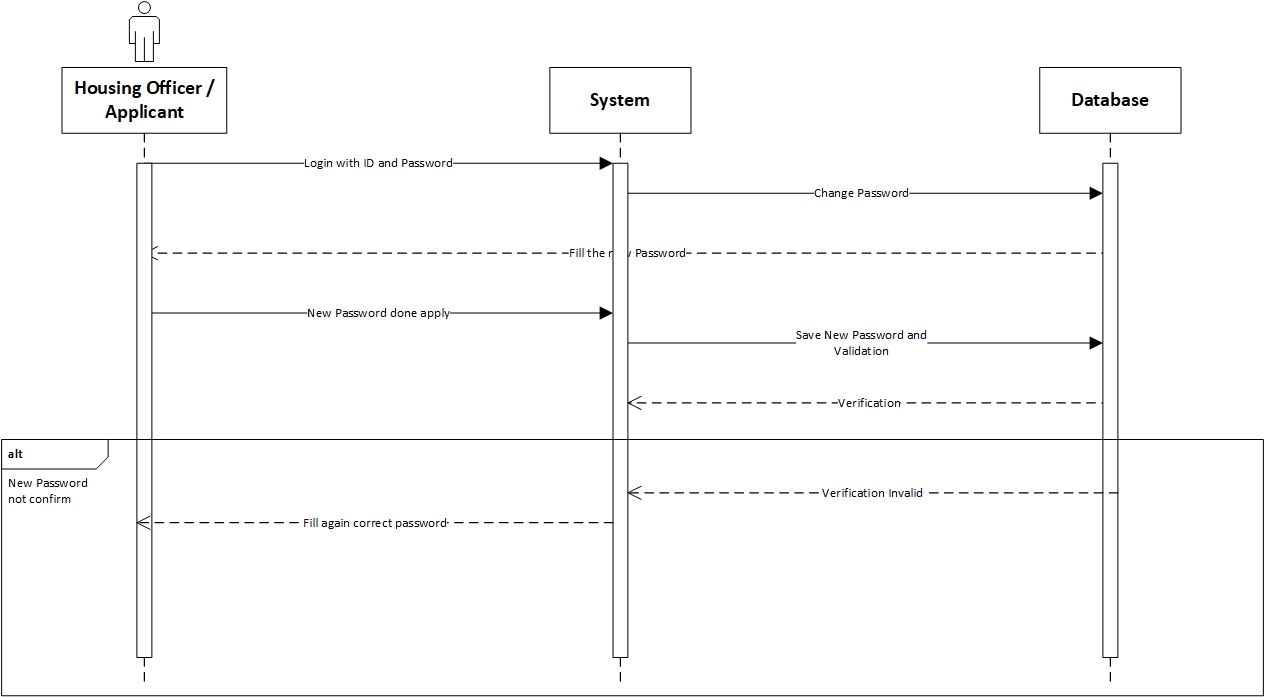 Housing Officer /
Applicant
System
Database
Login with ID and Password
Change Password
Fill the Password
New Password done apply
Save New Password and
Validation
Verification
alt
New Password
not confirm
Verification Invalid
Fill again correct password